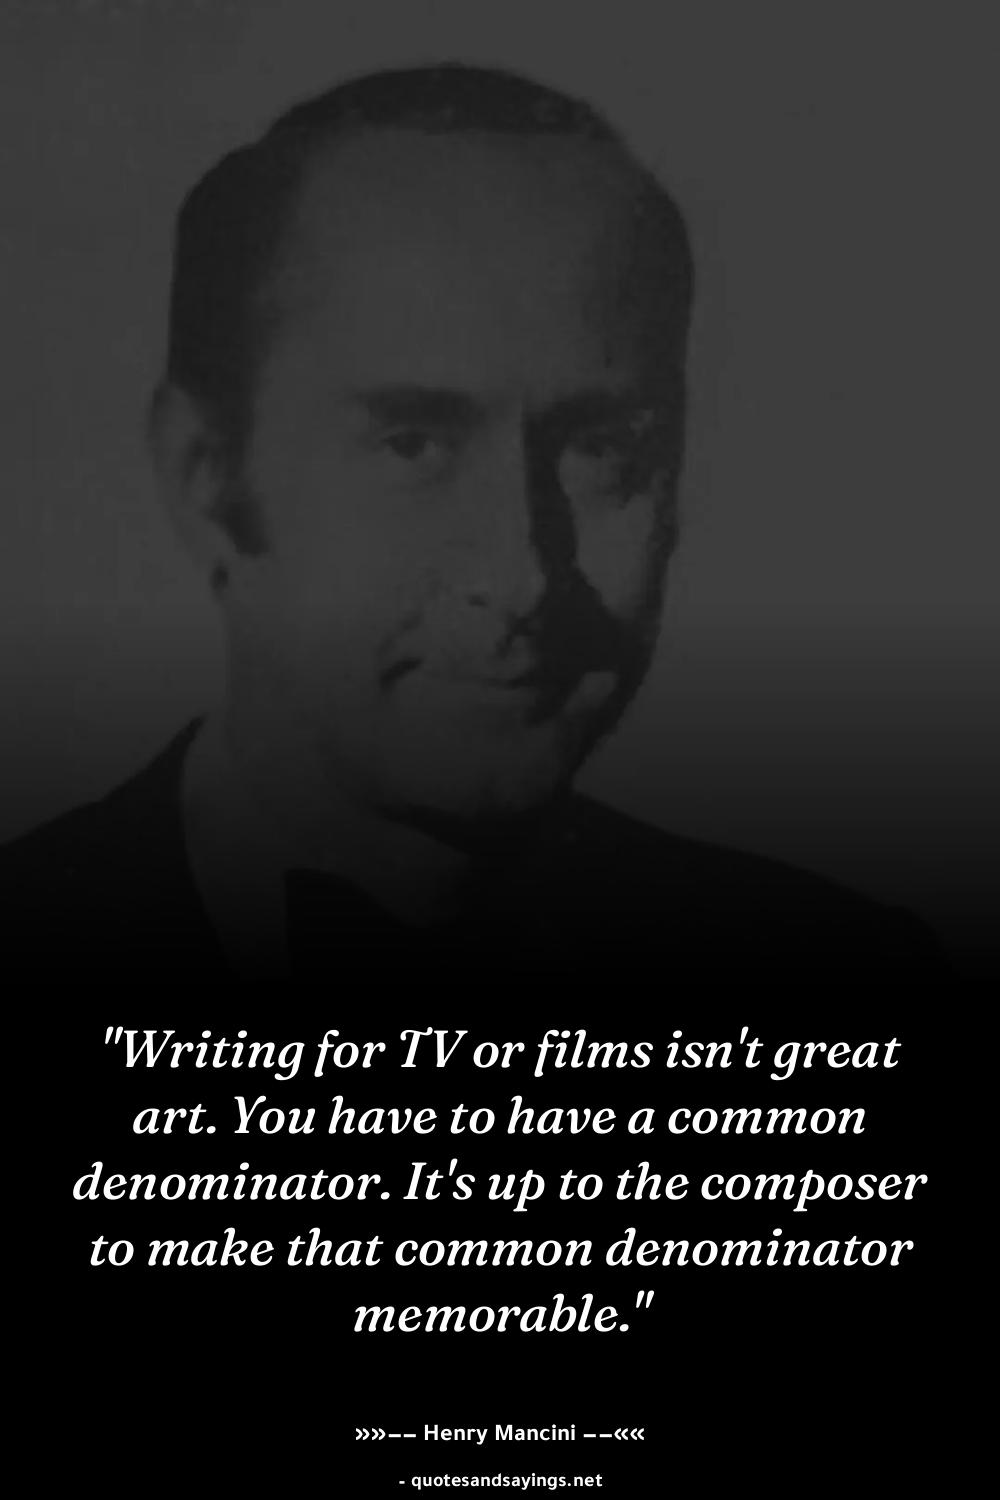 "Writing for TV or films isn't great
art. You have to have a common
denominator. It's up to the composer
to make that common denominator
memorable."
»»–– Henry Mancini ––««
- quotesandsayings.net